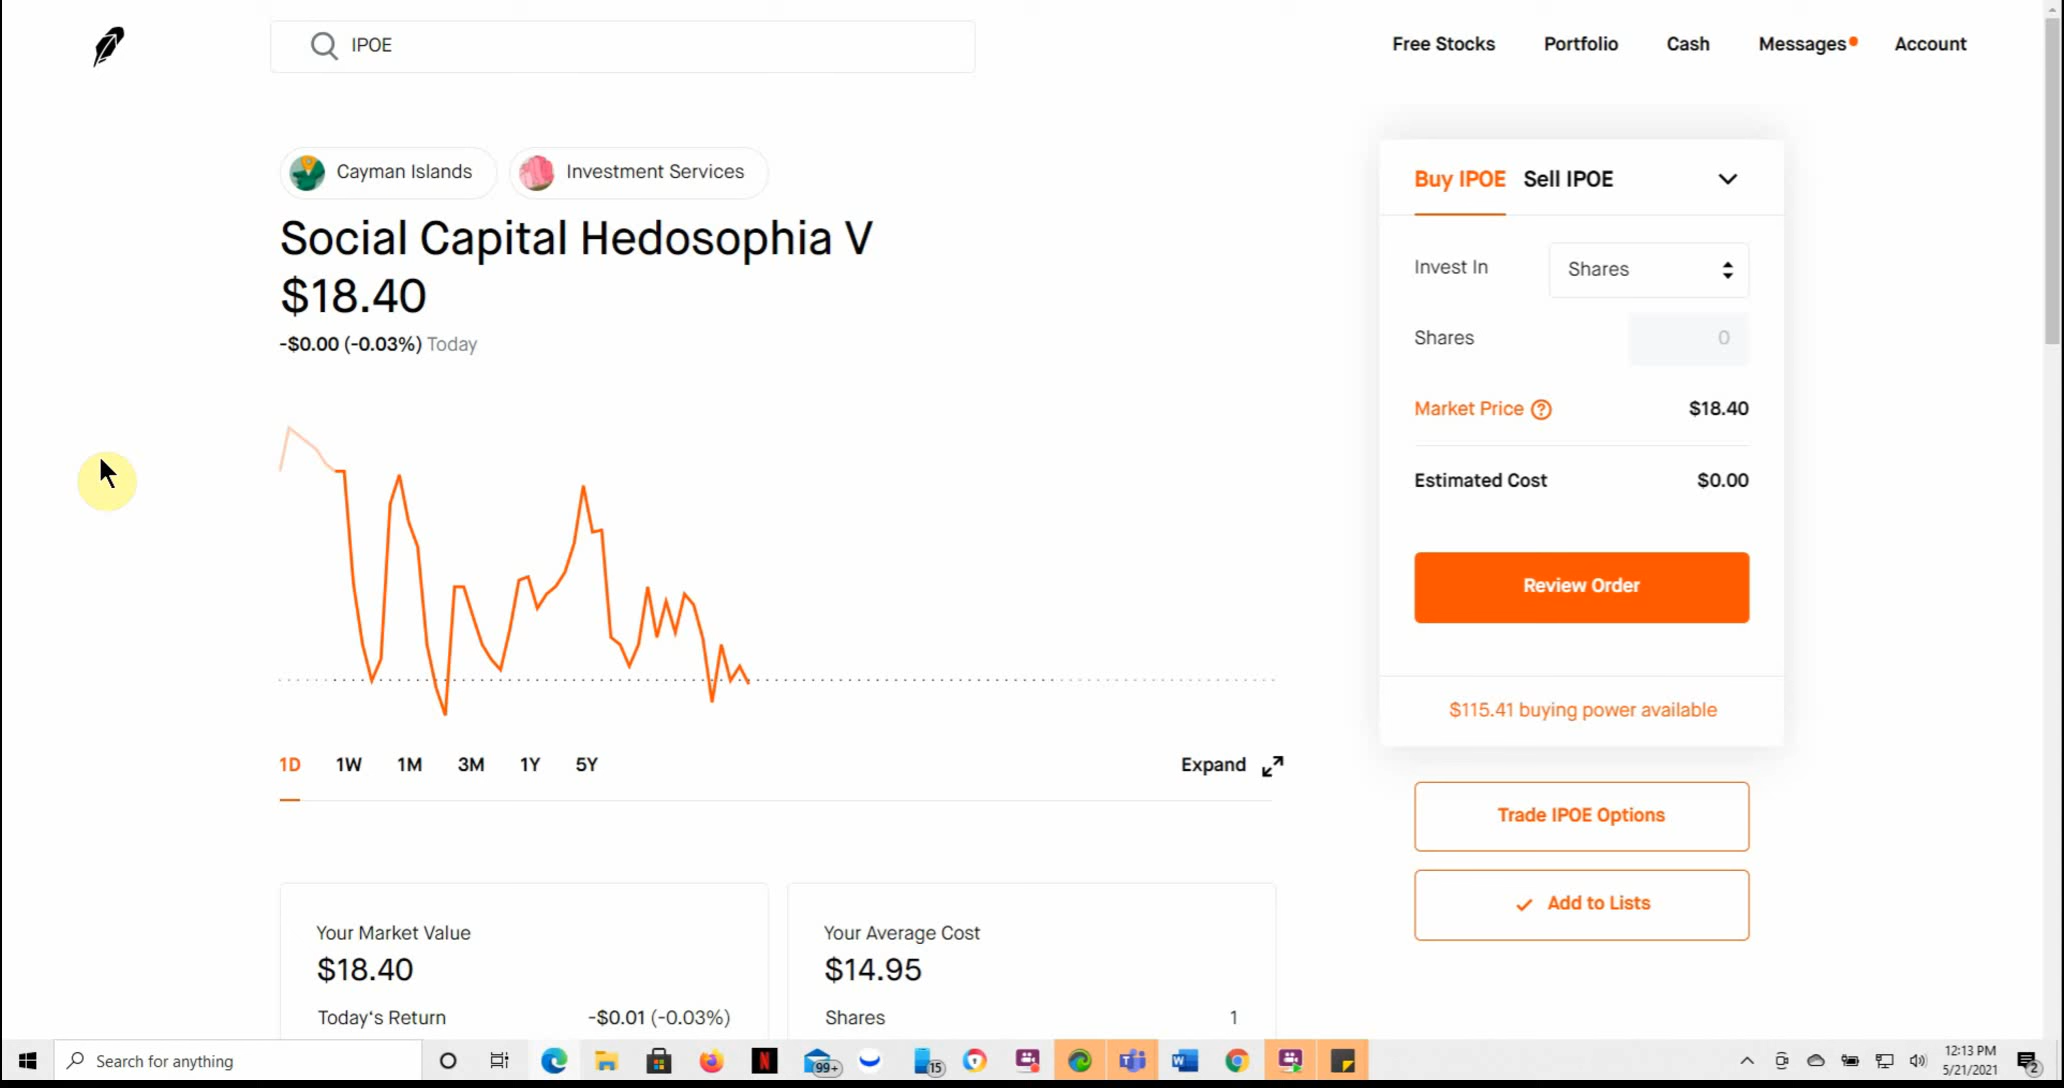 IPOE
Free Stocks
Portfolio
Cash
Messages
Account
Cayman Islands
Investment Services
Social Capital Hedosophia V
$18.40
-$0.00 (-0.03%) Today
Buy IPOE
Sell IPOE
Invest In
Shares
Shares
0
Market Price ?
$18.40
Estimated Cost
$0.00
Review Order
$115.41 buying power available
1D
1W
1M
3M
1Y
5Y
Expand
Trade IPOE Options
Add to Lists
Your Market Value
$18.40
Today's Return
-$0.01 (-0.03%)
Your Average Cost
$14.95
Shares
1
Search for anything
99+
15
12:13 PM
5/21/2021
2